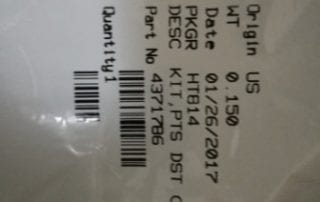 Origin US
WT 0.150
Date 01/26/2017
PKGR HT814
DESC KIT,PTS DST
Part No 4371786
Quantity 1